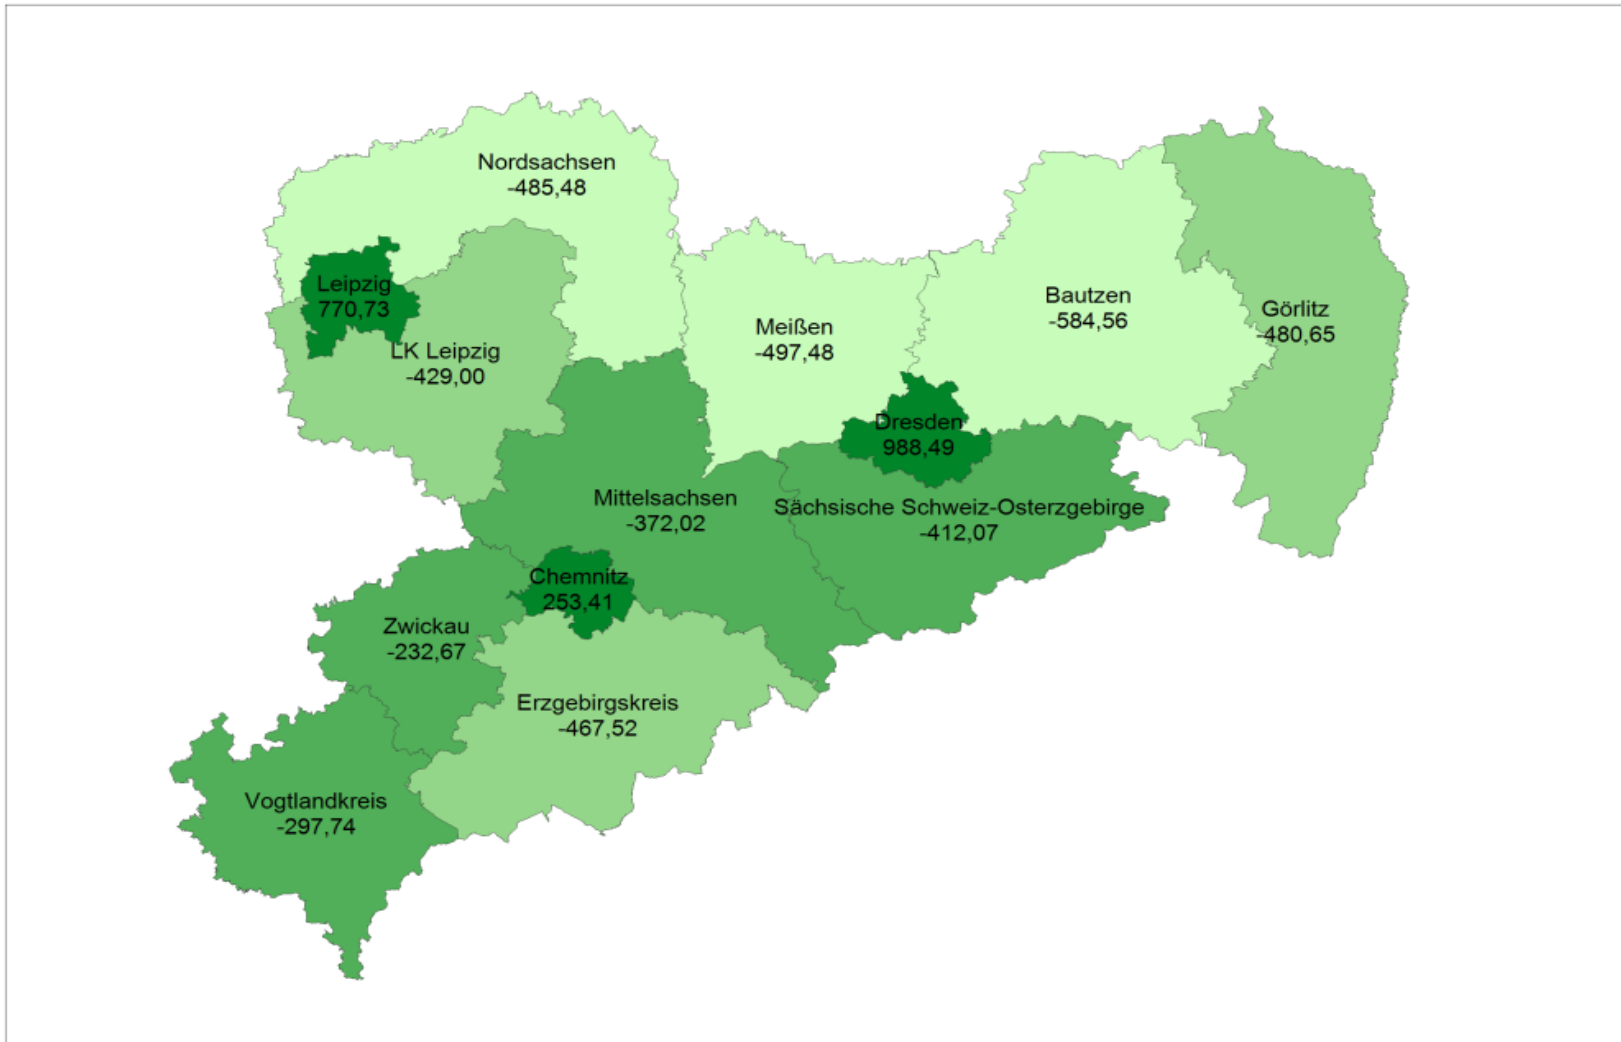 Nordsachsen
-485,48
Leipzig
770,73
LK Leipzig
-429,00
Meißen
-497,48
Bautzen
-584,56
Görlitz
-480,65
Dresden
988,49
Mittelsachsen
-372,02
Sächsische Schweiz-Osterzgebirge
-412,07
Chemnitz
253,41
Zwickau
-232,67
Erzgebirgskreis
-467,52
Vogtlandkreis
-297,74